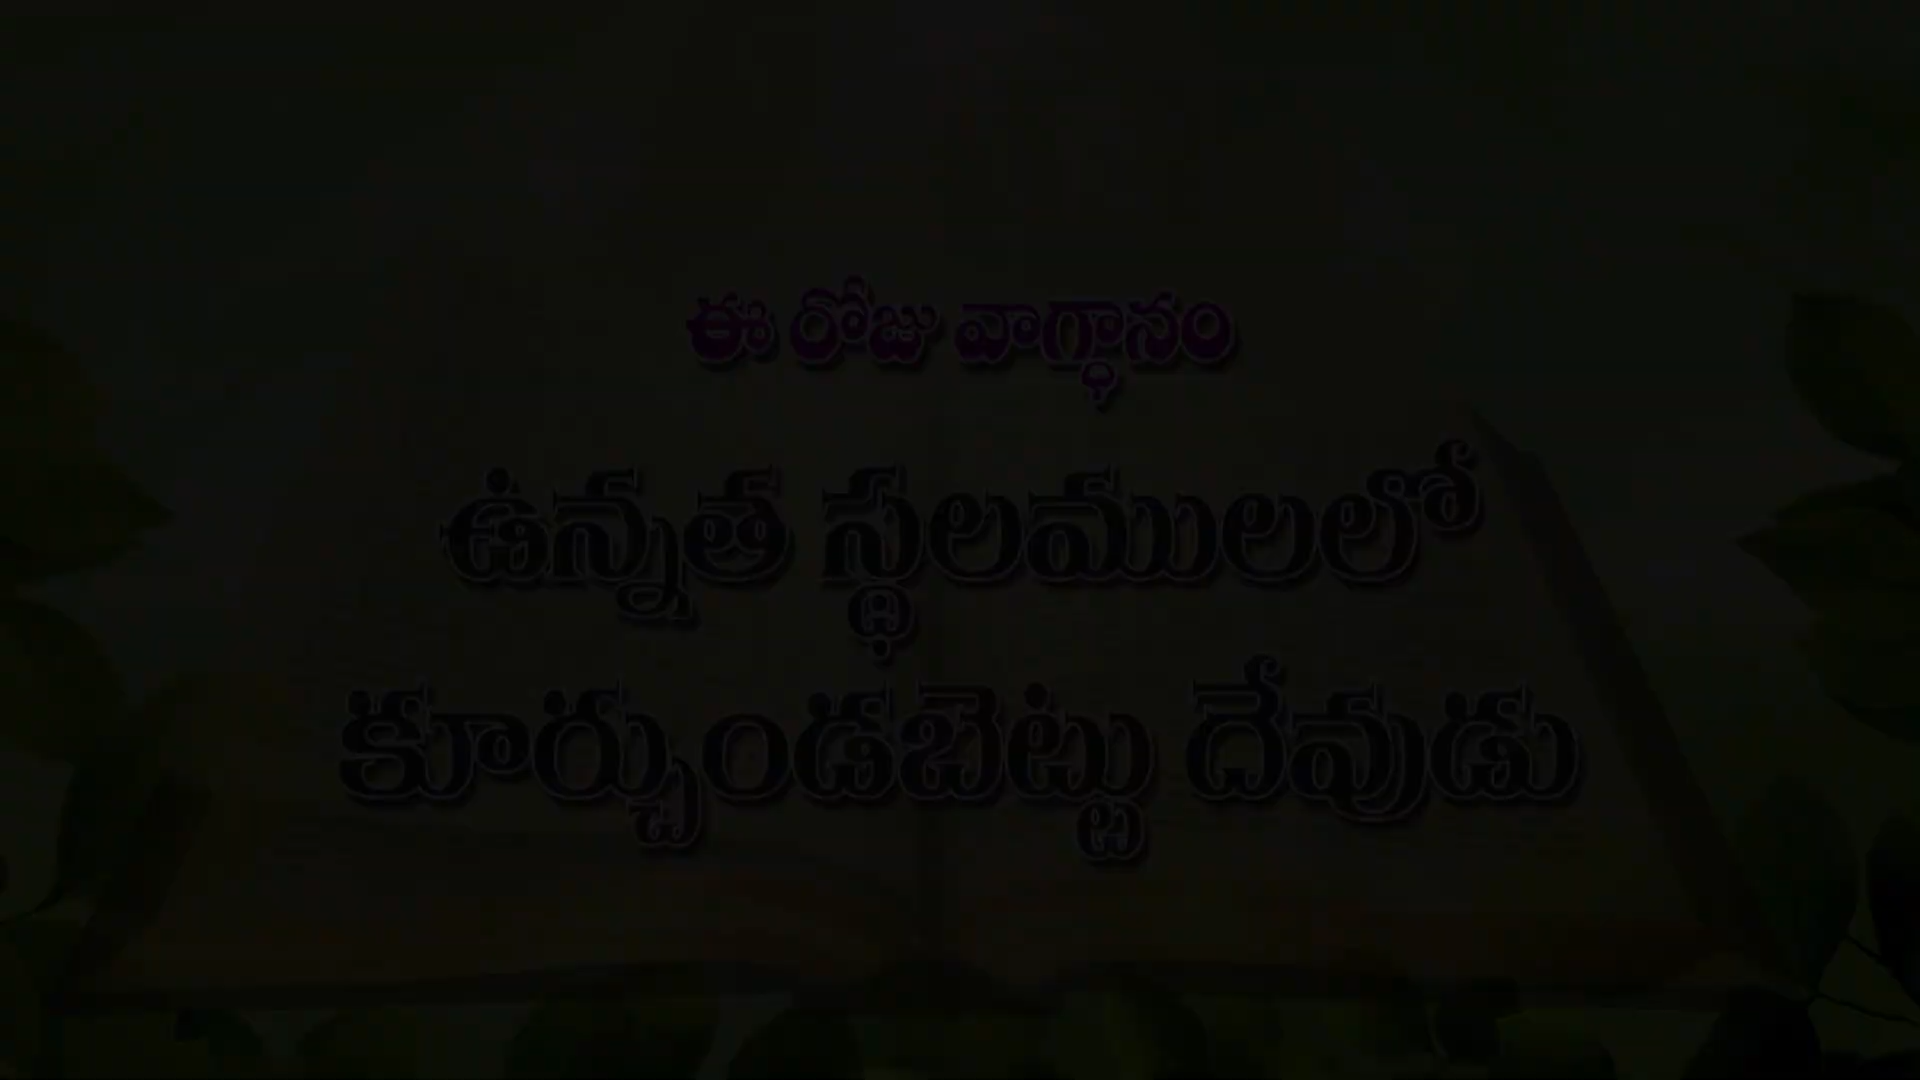 ఈ రోజు వాగ్ధానం
ఉన్నత స్థలములలో
కూర్చుండబెట్టు దేవుడు